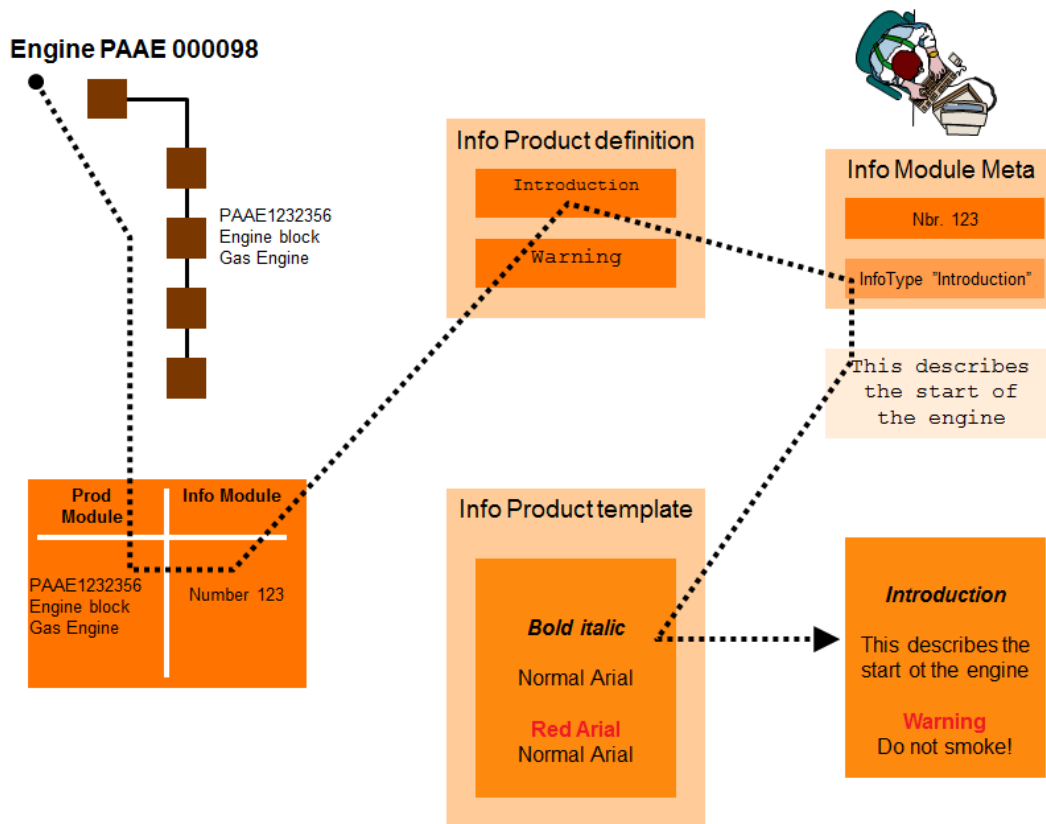 Engine PAAE 000098
PAAE1232356
Engine block
Gas Engine
Info Product definition
Introduction
Warning
Info Module Meta
Nbr. 123
InfoType ”Introduction”
This describes
the start of
the engine
Prod
Module
Info Module
PAAE1232356
Engine block
Gas Engine
Number 123
Info Product template
Bold italic
Normal Arial
Red Arial
Normal Arial
Introduction
This describes the
start ot the engine
Warning
Do not smoke!